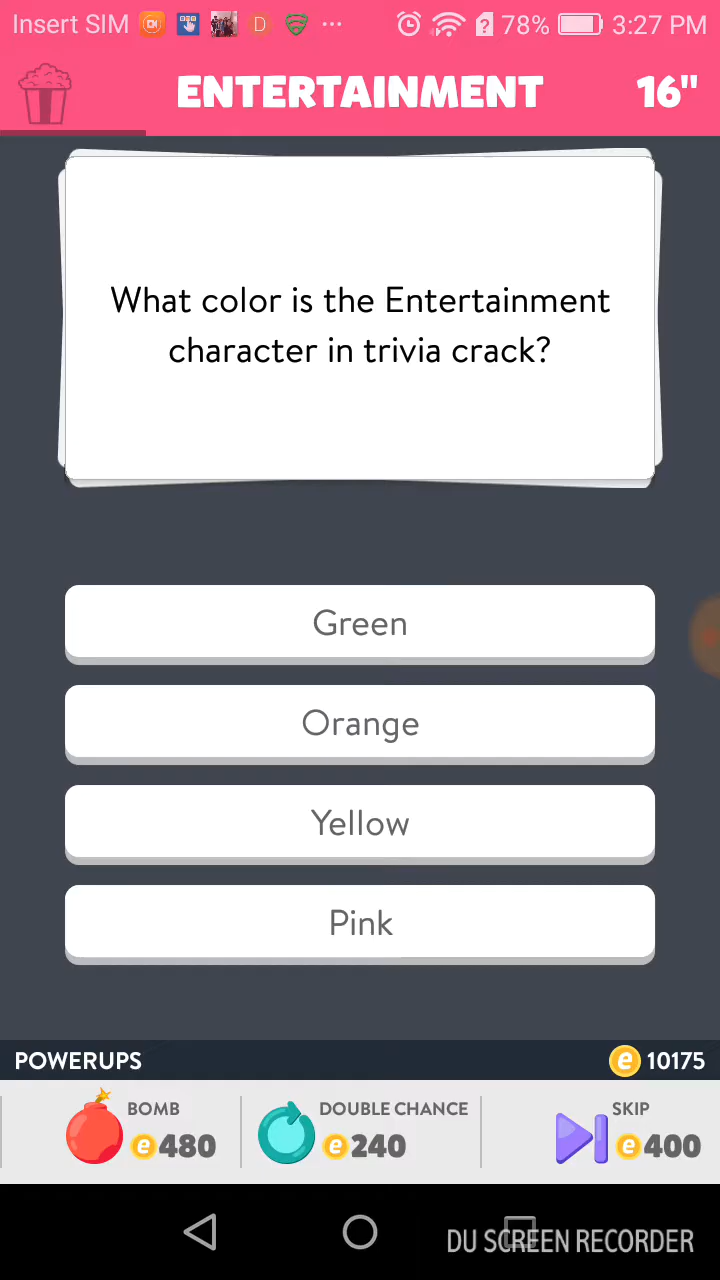 Insert SIM D ... ? 78% 3:27 PM
ENTERTAINMENT 16"
What color is the Entertainment
character in trivia crack?
Green
Orange
Yellow
Pink
POWERUPS e 10175
BOMB
e 480
DOUBLE CHANCE
e 240
SKIP
e 400
DU SCREEN RECORDER